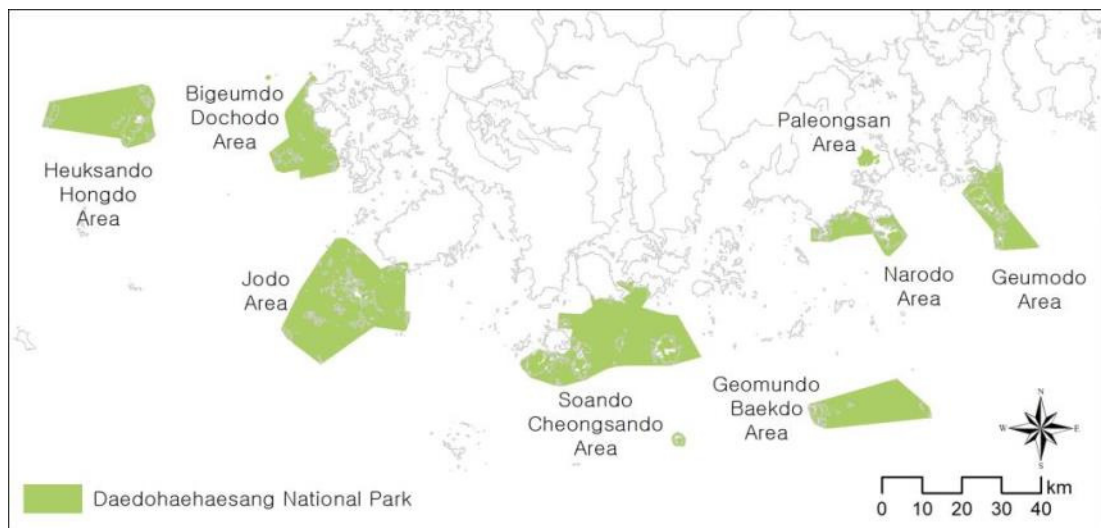 Bigeumdo
Dochodo
Area
Paleongsan
Area
Heuksando
Hongdo
Area
Jodo
Area
Narodo
Area
Geumodo
Area
Soando
Cheongsando
Area
Geomundo
Baekdo
Area
N
W E
S
Daedohaehaesang National Park
km
0 10 20 30 40